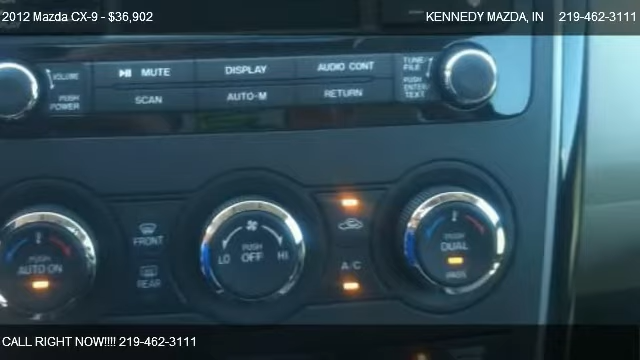 2012 Mazda CX-9 - $36,902
KENNEDY MAZDA, IN 219-462-3111
VOLUME
PUSH
POWER
MUTE
DISPLAY
AUDIO CONT
SCAN
AUTO-M
RETURN
TUNE/
FILE
PUSH
ENTER/
TEXT
PUSH
AUTO ON
FRONT
REAR
PUSH
LO OFF HI
A/C
PUSH
DUAL
PASS
CALL RIGHT NOW!!!! 219-462-3111